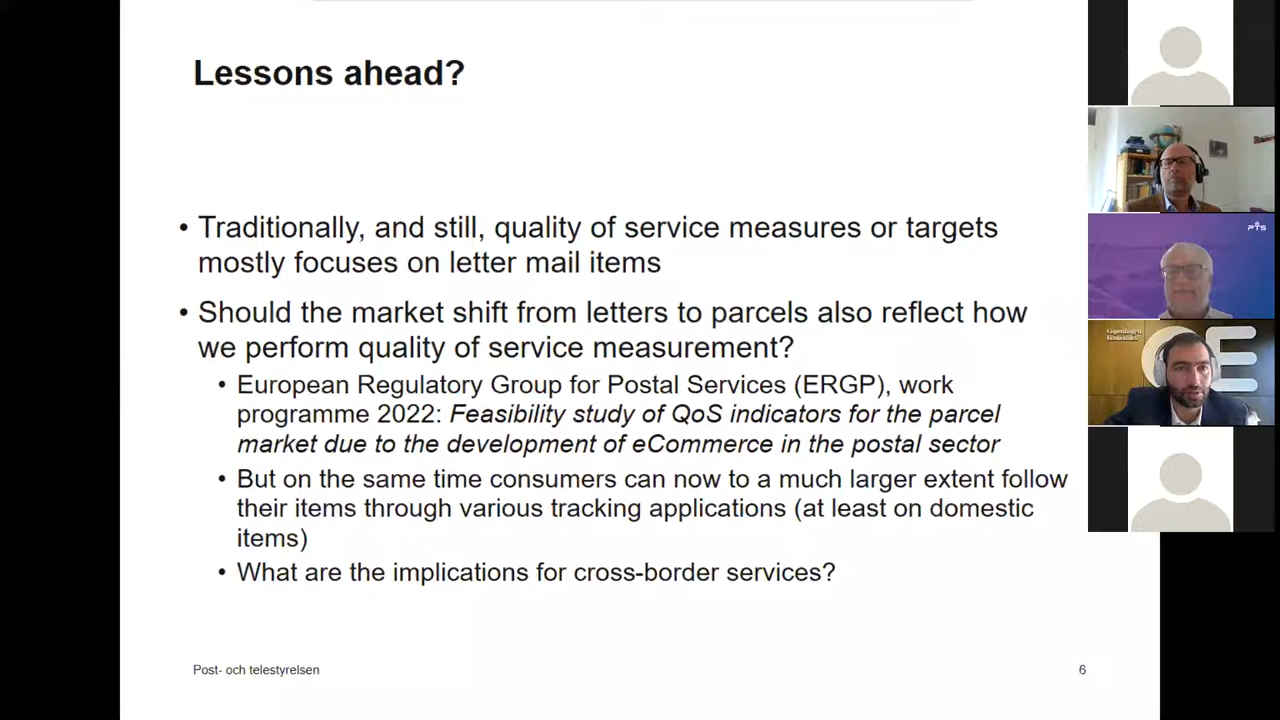 Lessons ahead?
• Traditionally, and still, quality of service measures or targets
mostly focuses on letter mail items
• Should the market shift from letters to parcels also reflect how
we perform quality of service measurement?
• European Regulatory Group for Postal Services (ERGP), work
programme 2022: Feasibility study of QoS indicators for the parcel
market due to the development of eCommerce in the postal sector
• But on the same time consumers can now to a much larger extent follow
their items through various tracking applications (at least on domestic
items)
• What are the implications for cross-border services?
Post- och telestyrelsen
6
PTS
Copenhagen
Economics
CE